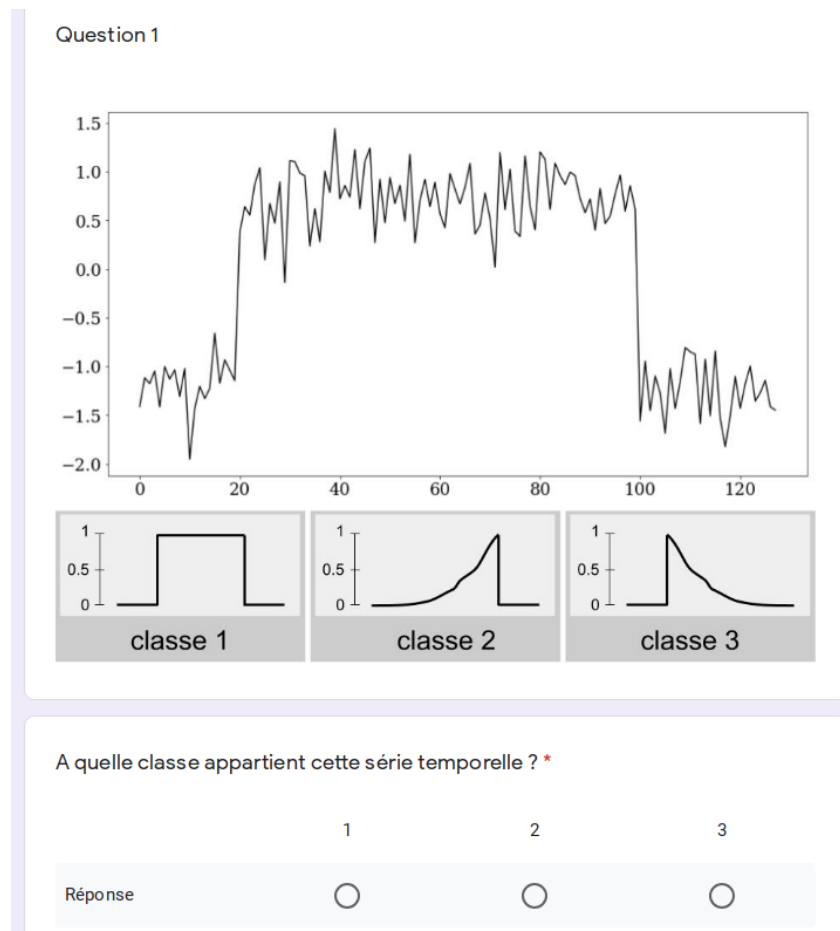 Question 1
1.5
1.0
0.5
0.0
−0.5
−1.0
−1.5
−2.0
0 20 40 60 80 100 120
1 1 1
0.5 0.5 0.5
0 0 0
classe 1 classe 2 classe 3
A quelle classe appartient cette série temporelle ? *
1 2 3
Réponse